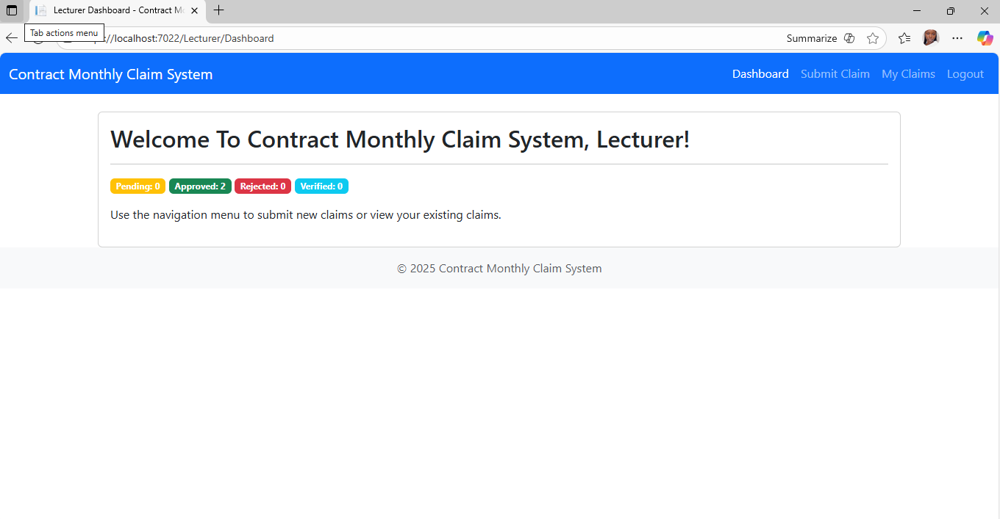 Lecturer Dashboard - Contract M
Tab actions menu
://localhost:7022/Lecturer/Dashboard
Summarize
Contract Monthly Claim System
Dashboard Submit Claim My Claims Logout
Welcome To Contract Monthly Claim System, Lecturer!
Pending: 0 Approved: 2 Rejected: 0 Verified: 0
Use the navigation menu to submit new claims or view your existing claims.
© 2025 Contract Monthly Claim System